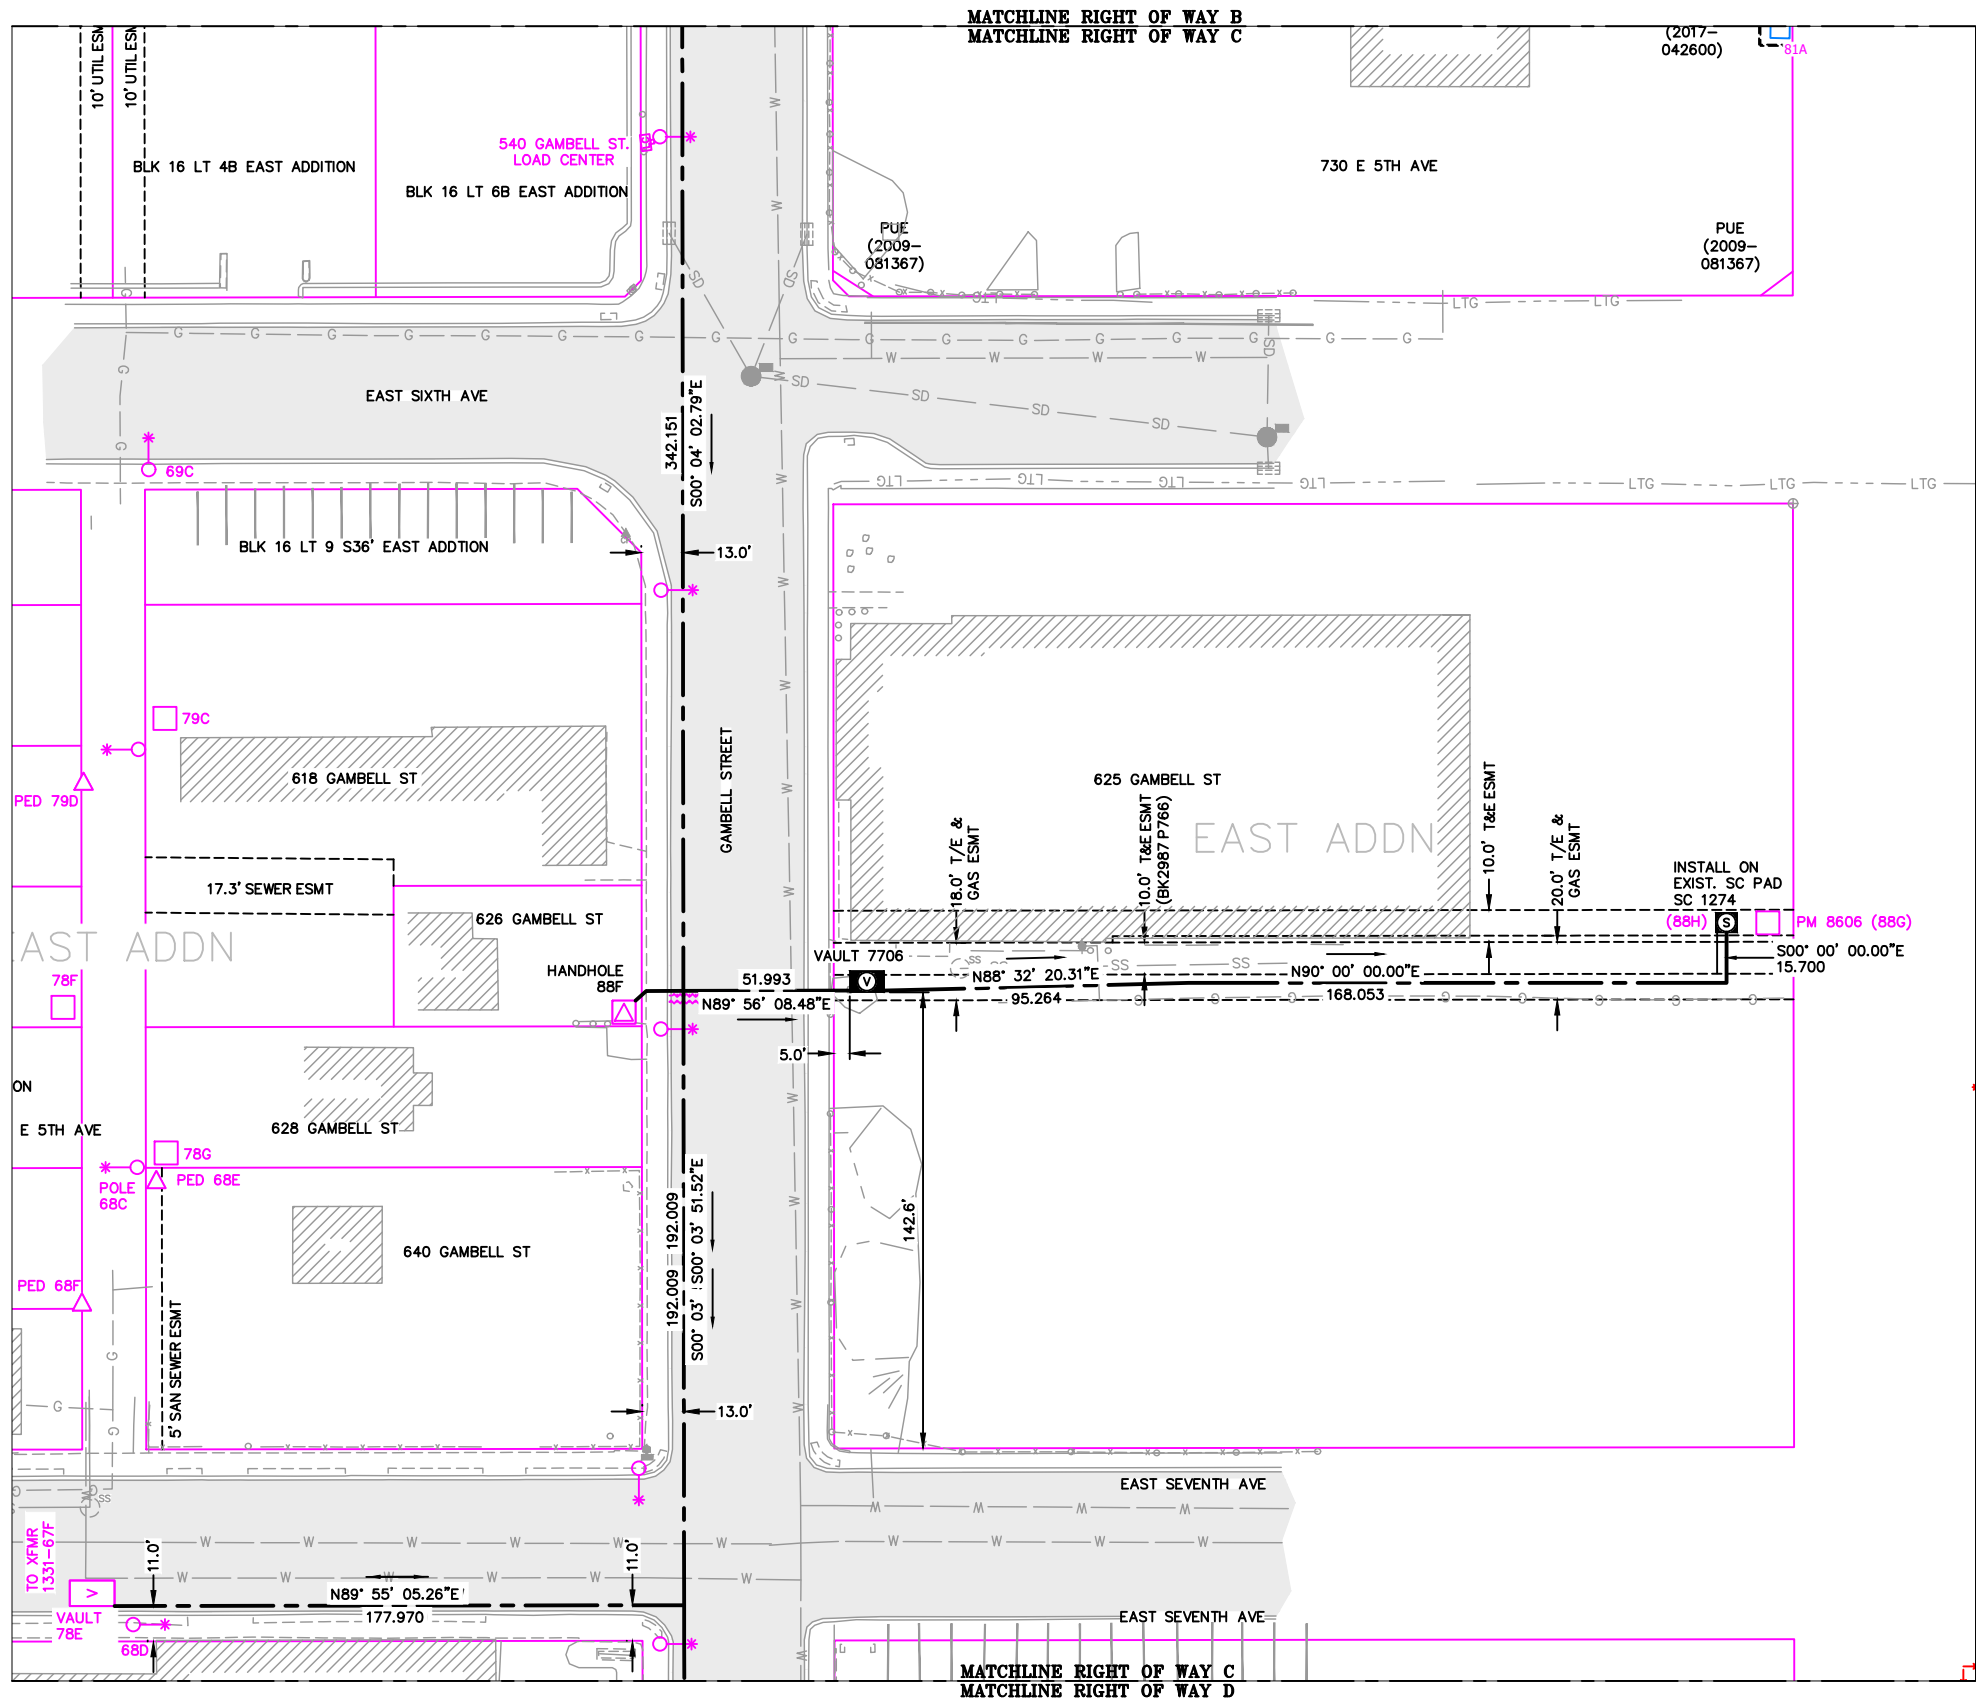 MATCHLINE RIGHT OF WAY B
MATCHLINE RIGHT OF WAY C
10' UTIL ESM
10' UTIL ESM
(2017-
042600)
81A
540 GAMBELL ST.
LOAD CENTER
BLK 16 LT 4B EAST ADDITION
BLK 16 LT 6B EAST ADDITION
730 E 5TH AVE
PUE
(2009-
081367)
PUE
(2009-
081367)
EAST SIXTH AVE
342.151
S00° 04' 02.79"E
69C
BLK 16 LT 9 S36' EAST ADDTION
13.0'
79C
618 GAMBELL ST
PED 79D
GAMBELL STREET
625 GAMBELL ST
EAST ADDN
18.0' T/E &
GAS ESMT
10.0' T&E ESMT
(BK2987 P766)
10.0' T&E ESMT
20.0' T/E &
GAS ESMT
INSTALL ON
EXIST. SC PAD
SC 1274
(88H)
S
PM 8606 (88G)
17.3' SEWER ESMT
626 GAMBELL ST
AST ADDN
78F
HANDHOLE
88F
VAULT 7706
V
51.993
N89° 56' 08.48"E
N88° 32' 20.31"E
95.264
N90° 00' 00.00"E
168.053
S00° 00' 00.00"E
15.700
5.0'
ON
E 5TH AVE
628 GAMBELL ST
78G
PED 68E
POLE
68C
142.6'
192.009
192.009
S00° 03' 51.52"E
S00° 03'
640 GAMBELL ST
PED 68F
5' SAN SEWER ESMT
13.0'
EAST SEVENTH AVE
TO XFMR
1331-67F
11.0'
11.0'
V
N89° 55' 05.26"E
177.970
VAULT
78E
68D
EAST SEVENTH AVE
MATCHLINE RIGHT OF WAY C
MATCHLINE RIGHT OF WAY D